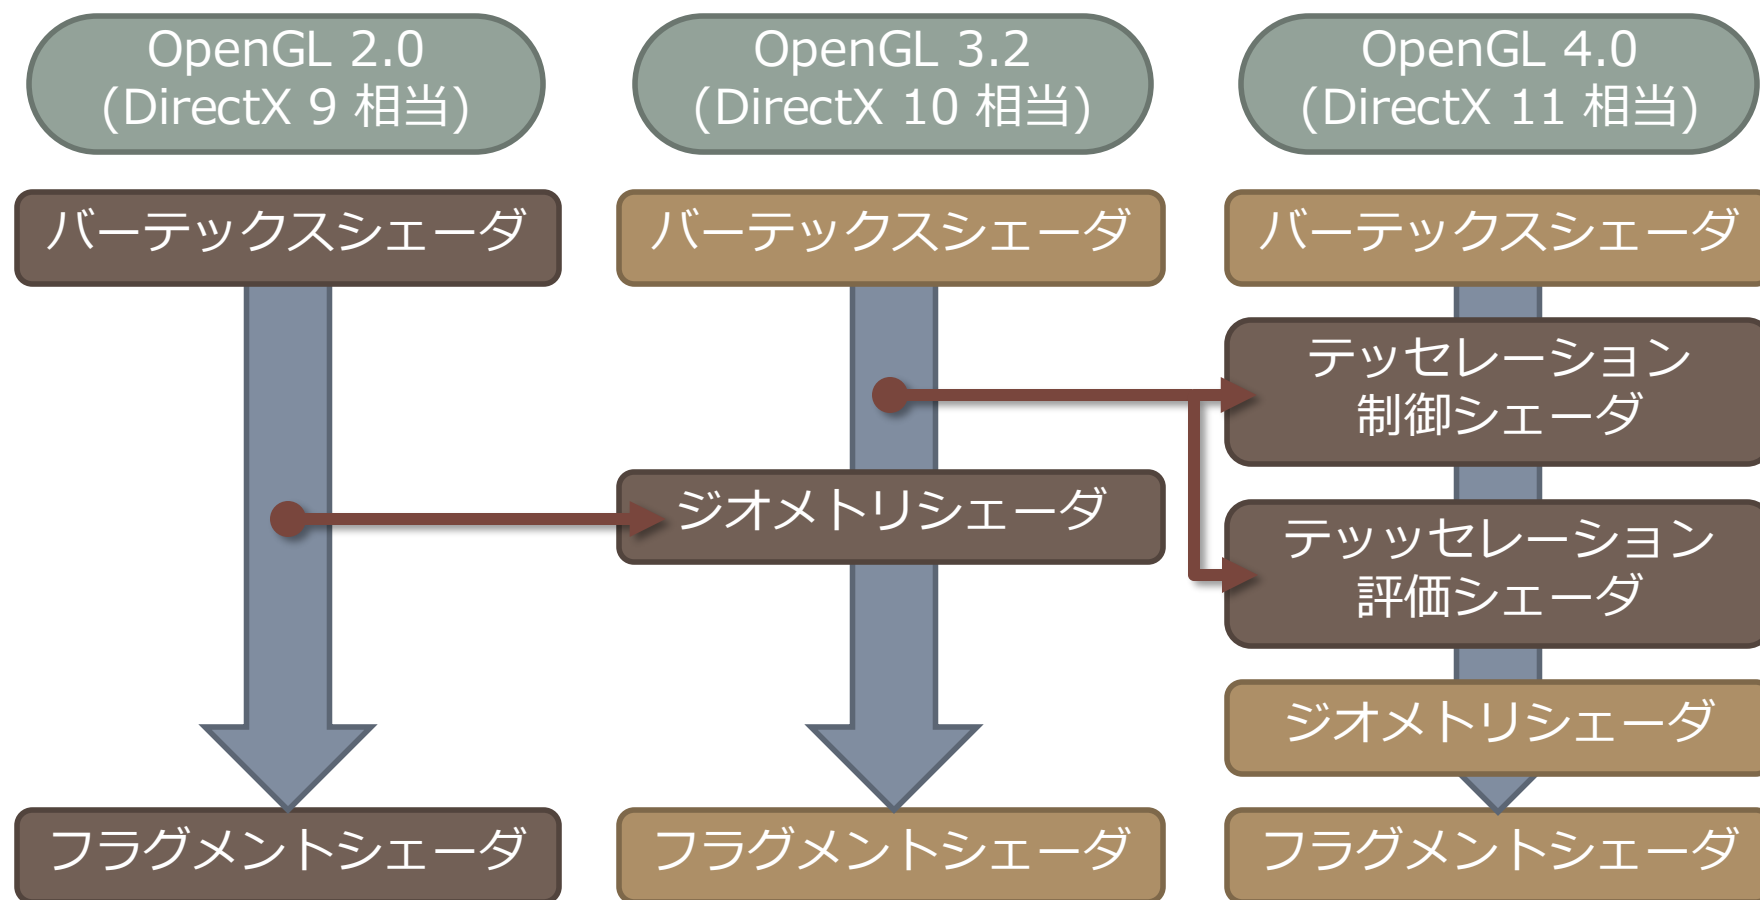 OpenGL 2.0
(DirectX 9 相当)
バーテックスシェーダ
フラグメントシェーダ
OpenGL 3.2
(DirectX 10 相当)
バーテックスシェーダ
ジオメトリシェーダ
フラグメントシェーダ
OpenGL 4.0
(DirectX 11 相当)
バーテックスシェーダ
テッセレーション
制御シェーダ
テッッセレーション
評価シェーダ
ジオメトリシェーダ
フラグメントシェーダ